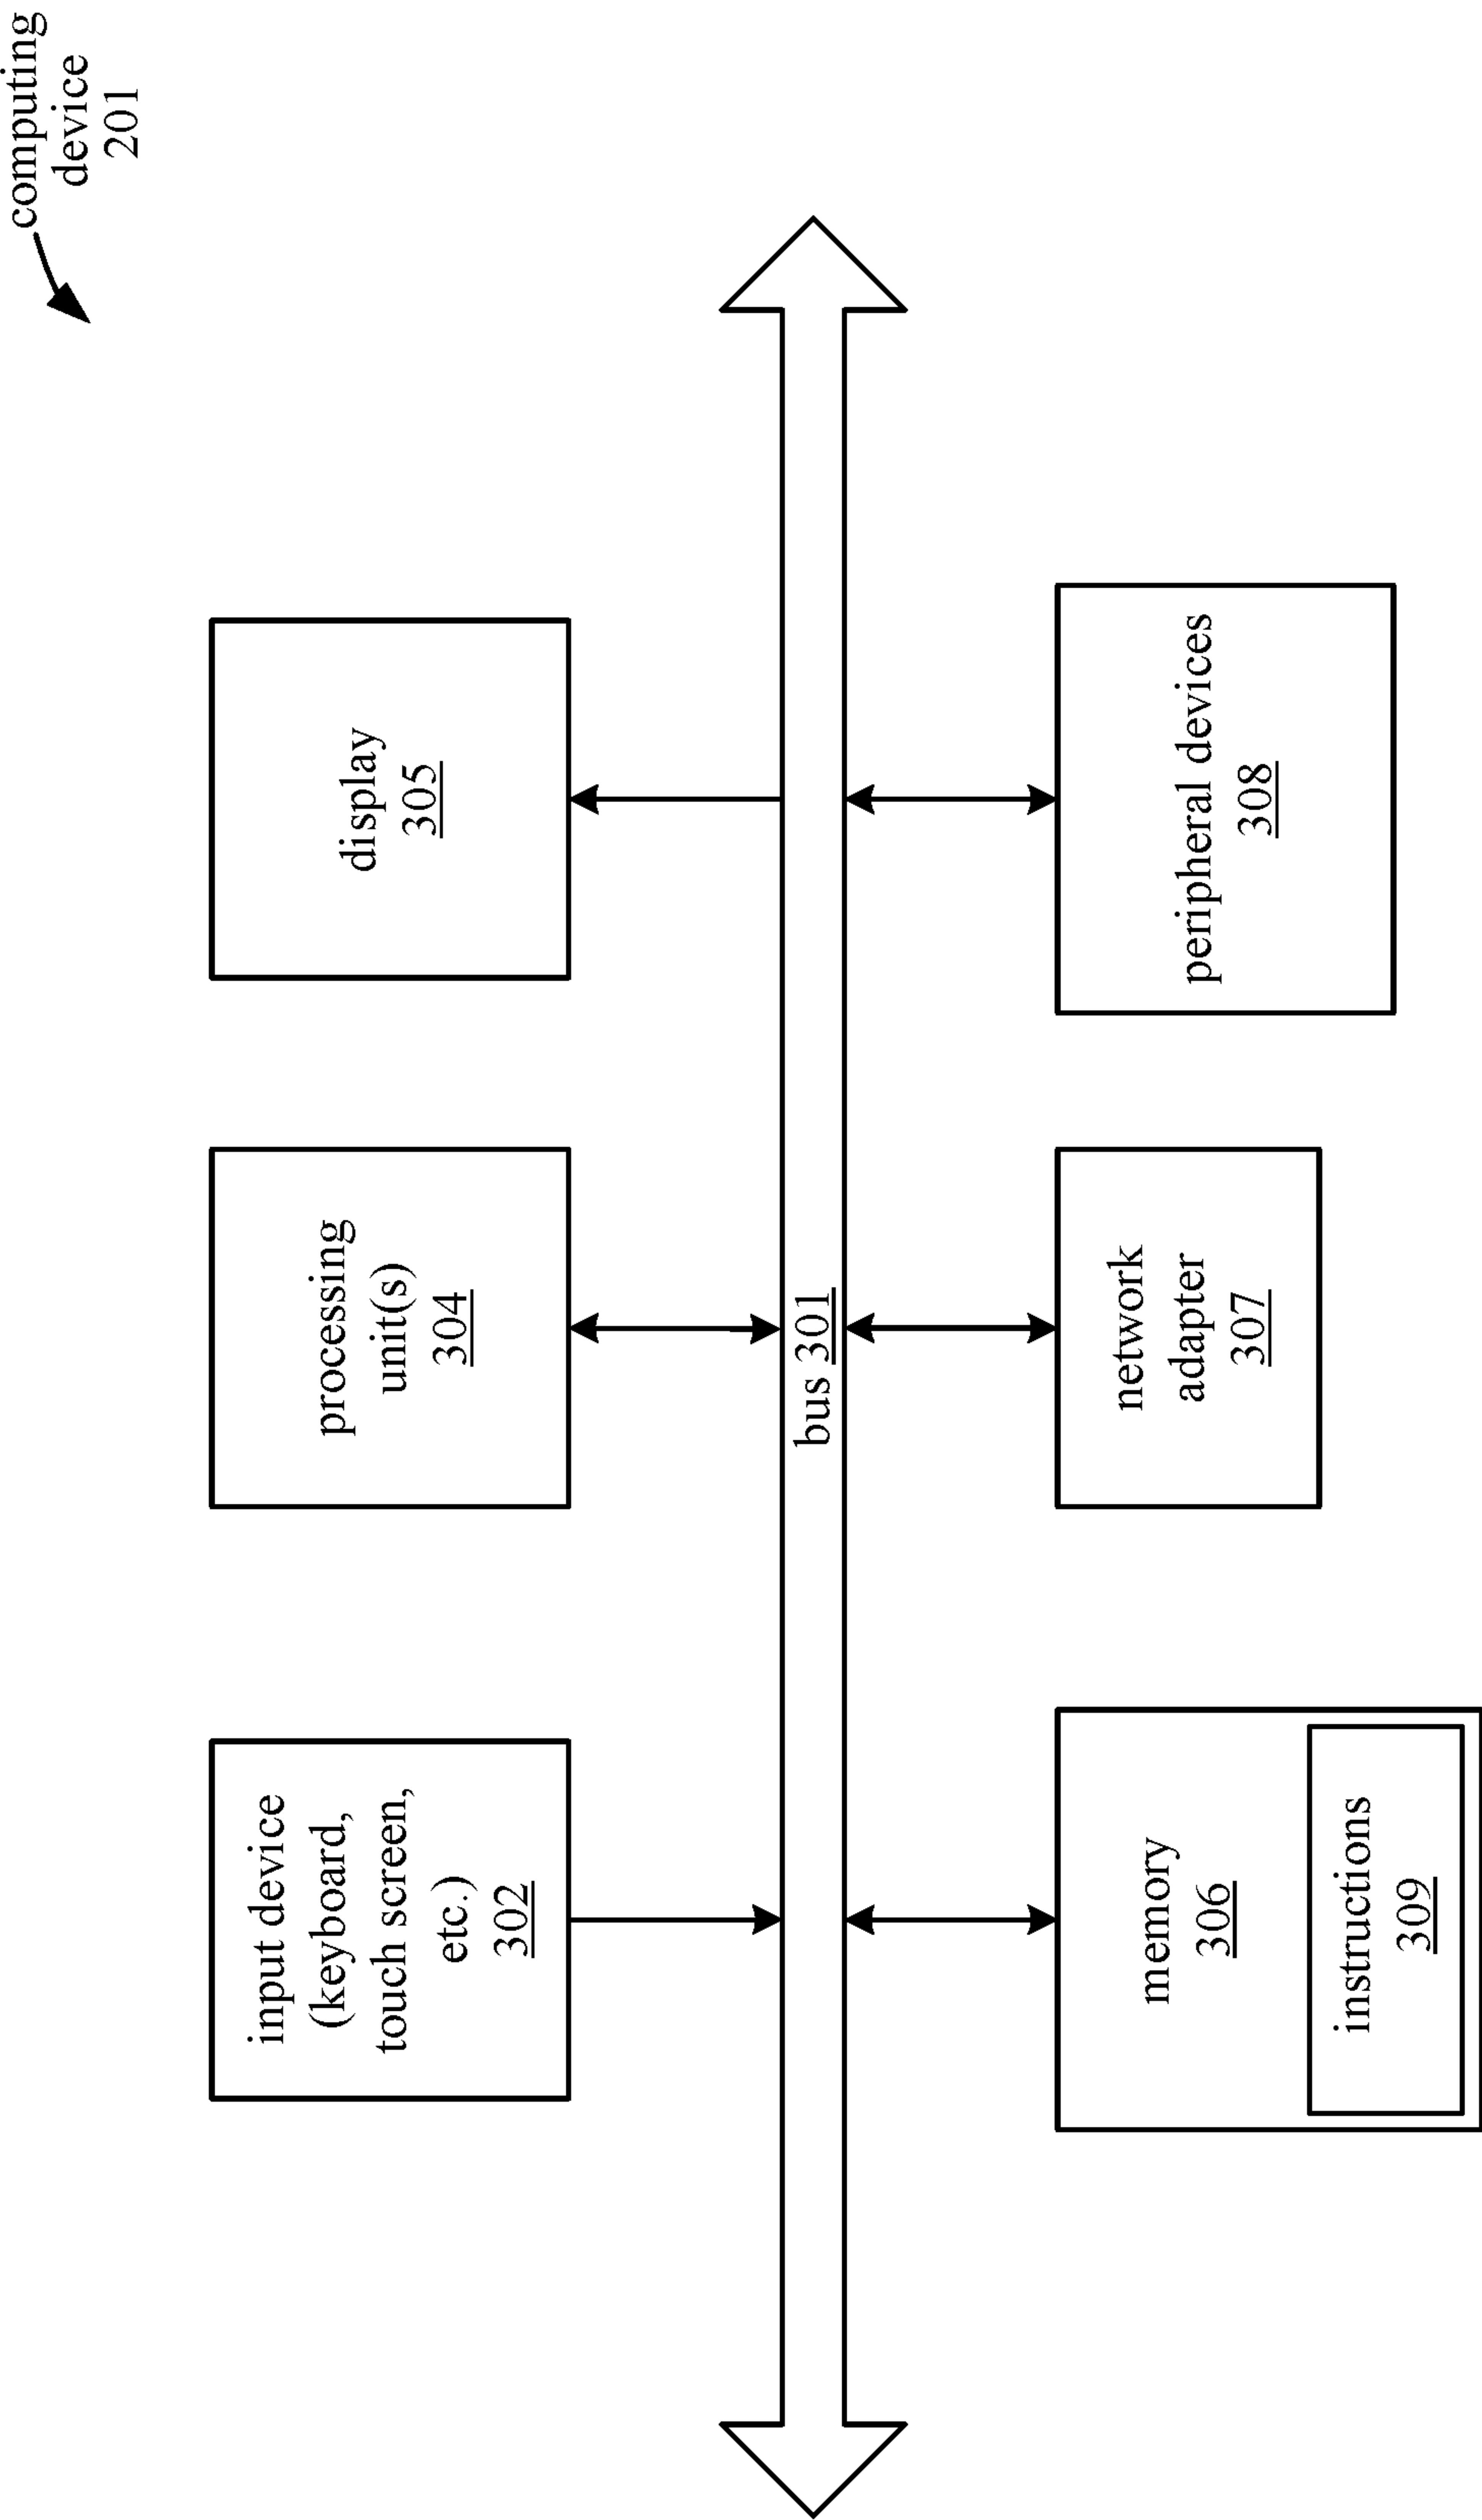 computing
device
201
input device
(keyboard,
touch screen,
etc.)
302
processing
unit(s)
304
display
305
bus 301
memory
306
instructions
309
network
adapter
307
peripheral devices
308